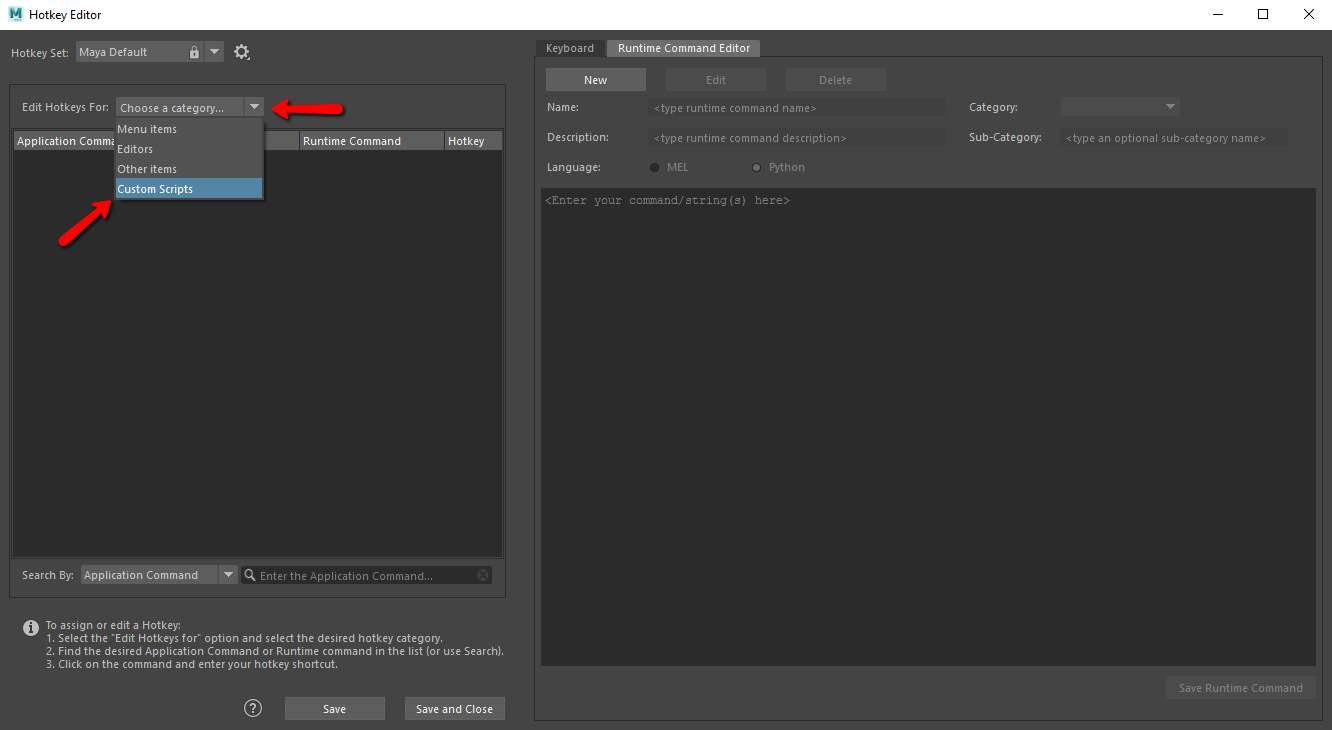 Hotkey Editor
Hotkey Set: Maya Default
Edit Hotkeys For: Choose a category...
Menu items
Editors
Other items
Custom Scripts
Application Comma Runtime Command Hotkey
Search By: Application Command Enter the Application Command...
To assign or edit a Hotkey:
1. Select the "Edit Hotkeys for" option and select the desired hotkey category.
2. Find the desired Application Command or Runtime command in the list (or use Search).
3. Click on the command and enter your hotkey shortcut.
? Save Save and Close
Keyboard Runtime Command Editor
New Edit Delete
Name: <type runtime command name> Category:
Description: <type runtime command description> Sub-Category: <type an optional sub-category name>
Language: MEL Python
<Enter your command/string(s) here>
Save Runtime Command